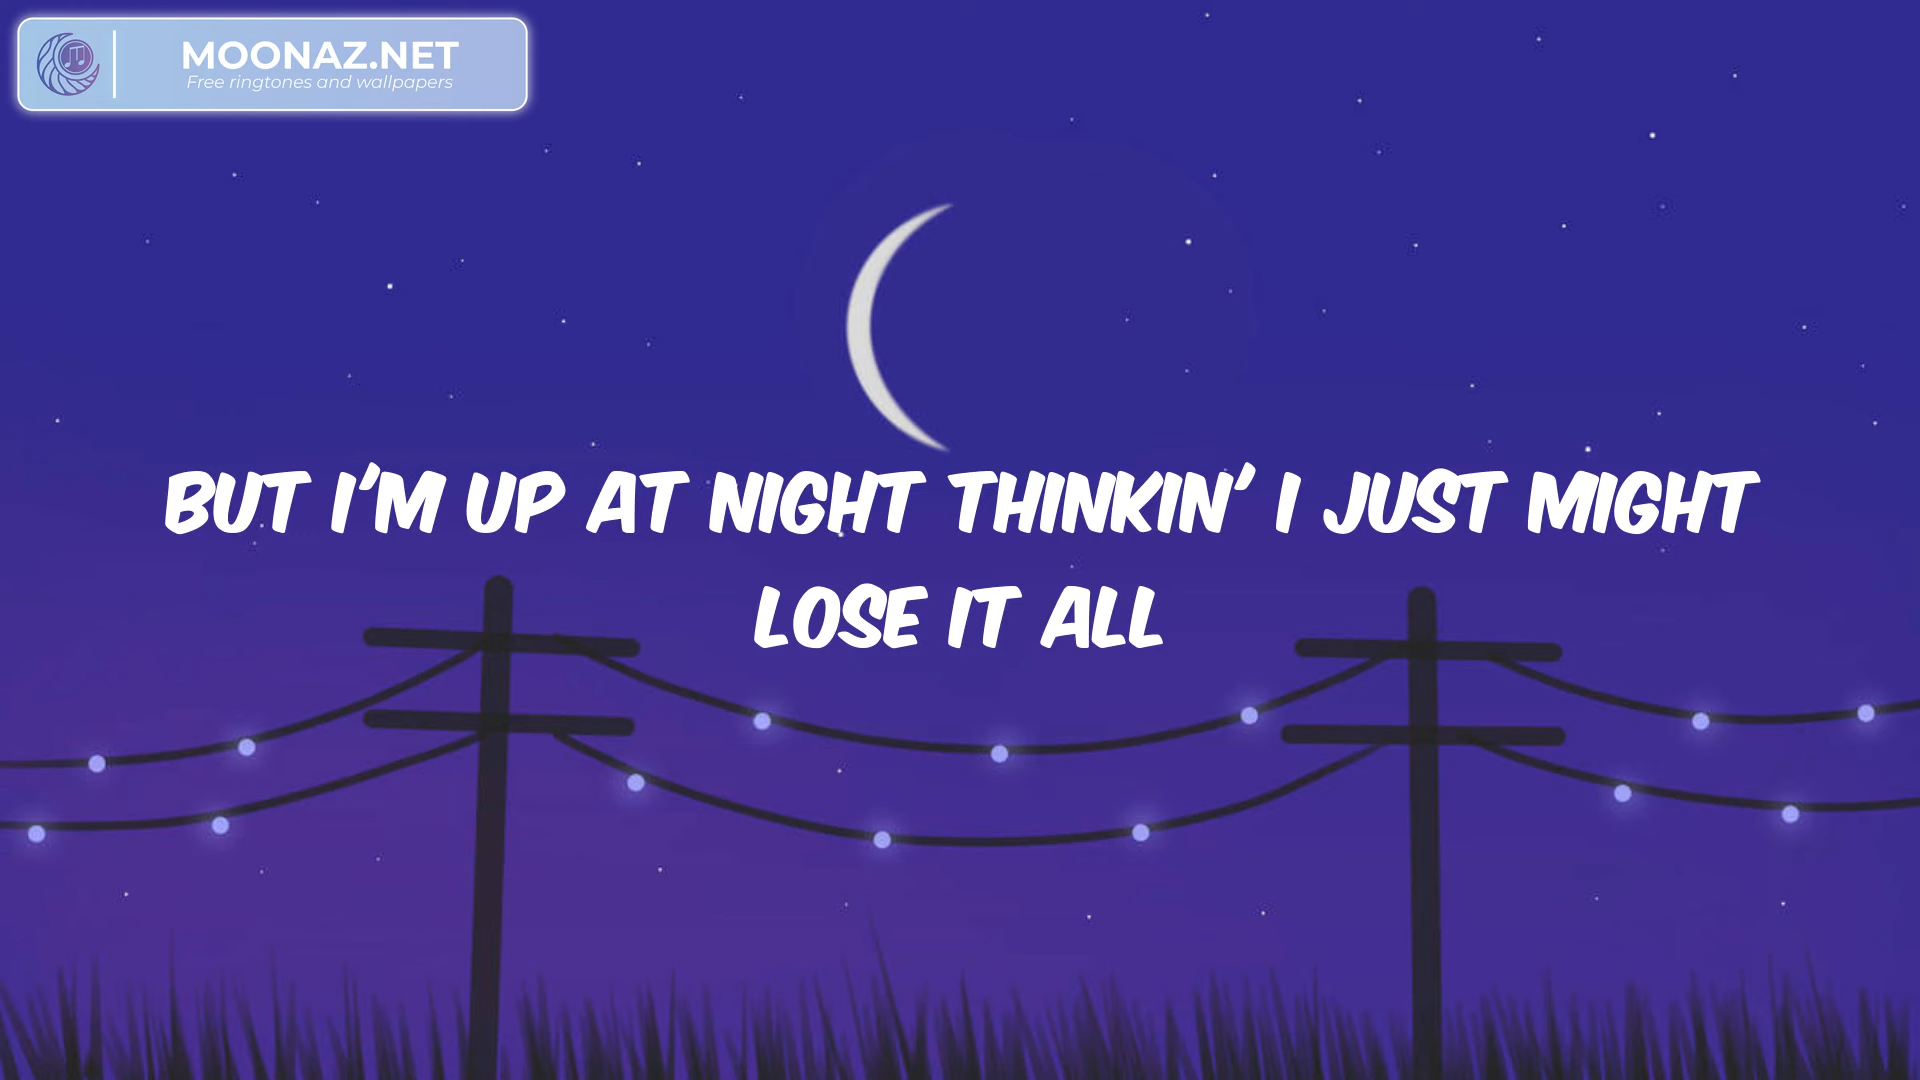 MOONAZ.NET
Free ringtones and wallpapers
BUT I'M UP AT NIGHT THINKIN' I JUST MIGHT
LOSE IT ALL